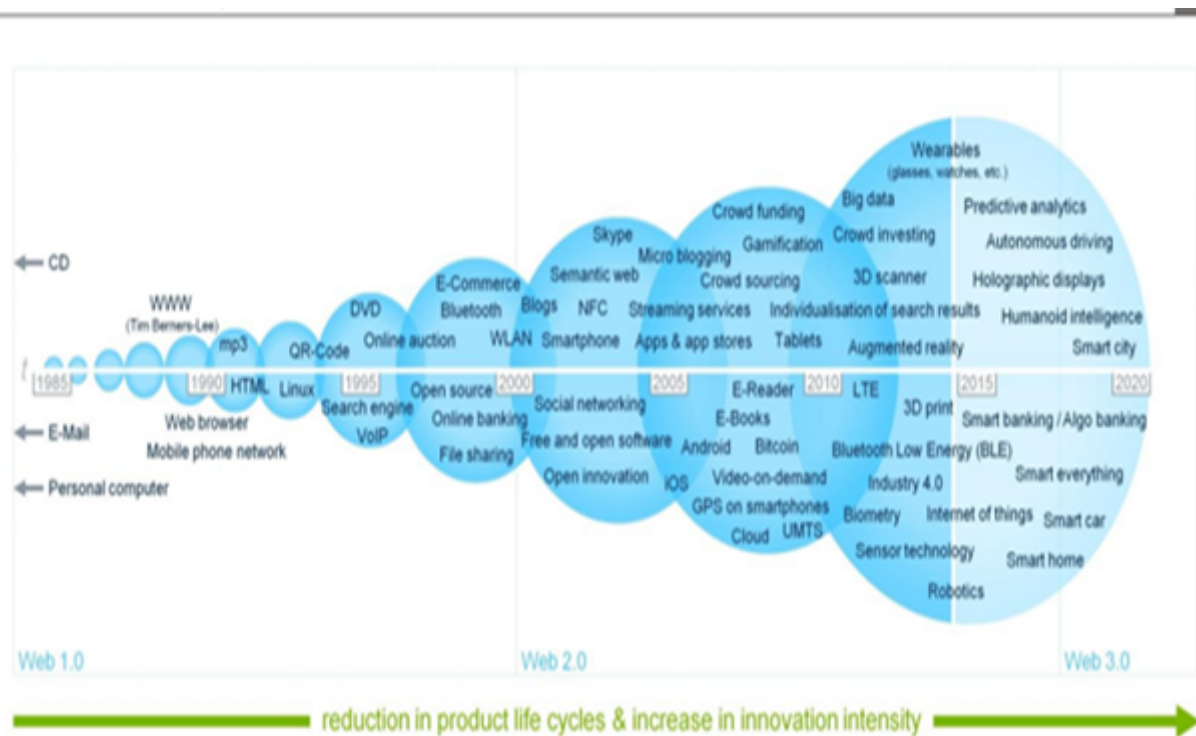 Wearables
(glasses, watches, etc.)
Big data
Predictive analytics
Crowd funding
Skype
Gamification
Crowd investing
Autonomous driving
Micro blogging
CD
Semantic web
Crowd sourcing
3D scanner
Holographic displays
E-Commerce
WWW
(Tim Berners-Lee)
DVD
Bluetooth
Blogs
NFC
Streaming services
Individualisation of search results
Humanoid intelligence
mp3
QR-Code
Online auction
WLAN
Smartphone
Apps & app stores
Tablets
Augmented reality
Smart city
t
1985
1990
1995
2000
2005
2010
2015
2020
HTML
Linux
Open source
E-Reader
LTE
Search engine
Social networking
3D print
Web browser
Online banking
E-Books
Smart banking / Algo banking
E-Mail
VoIP
Free and open software
Android
Bitcoin
Bluetooth Low Energy (BLE)
Mobile phone network
File sharing
Open innovation
iOS
Video-on-demand
Industry 4.0
Smart everything
Personal computer
GPS on smartphones
Biometry
Internet of things
Smart car
Cloud
UMTS
Sensor technology
Smart home
Robotics
Web 1.0
Web 2.0
Web 3.0
reduction in product life cycles & increase in innovation intensity